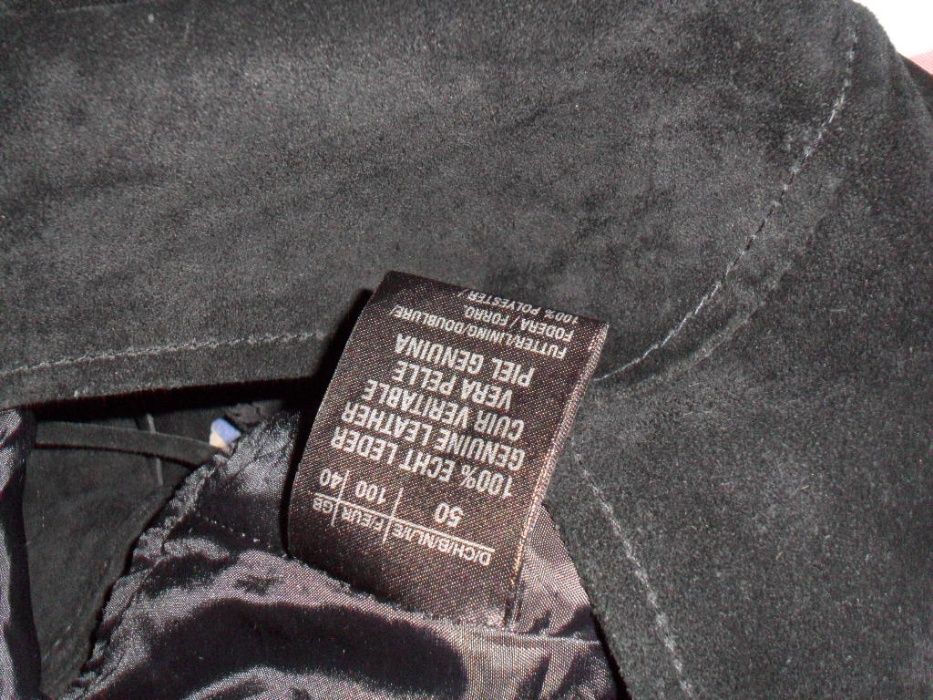 D/CH/B/NL/VE | F/EUR | GB
50 | 100 | 40
100% ECHT LEDER
GENUINE LEATHER
CUIR VERITABLE
VERA PELLE
PIEL GENUINA
FUTTER/LINING/DOUBLURE/
FODERA / FORRO.
100% POLYESTER /